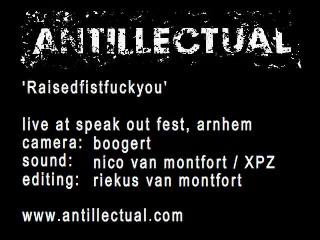 ANTILLECTUAL
'Raisedfistfuckyou'
live at speak out fest, arnhem
camera: boogert
sound: nico van montfort / XPZ
editing: riekus van montfort
www.antillectual.com